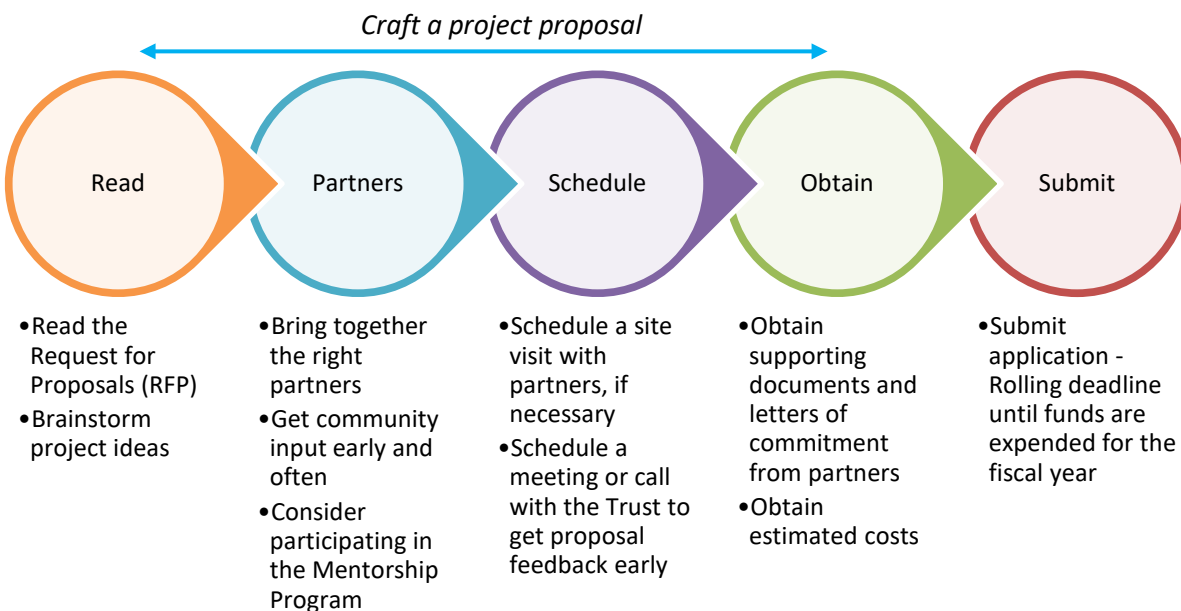 Craft a project proposal
Read
Partners
Schedule
Obtain
Submit
•Read the
Request for
Proposals (RFP)
•Brainstorm
project ideas
•Bring together
the right
partners
•Get community
input early and
often
•Consider
participating in
the Mentorship
Program
•Schedule a site
visit with
partners, if
necessary
•Schedule a
meeting or call
with the Trust to
get proposal
feedback early
•Obtain
supporting
documents and
letters of
commitment
from partners
•Obtain
estimated costs
•Submit
application -
Rolling deadline
until funds are
expended for the
fiscal year